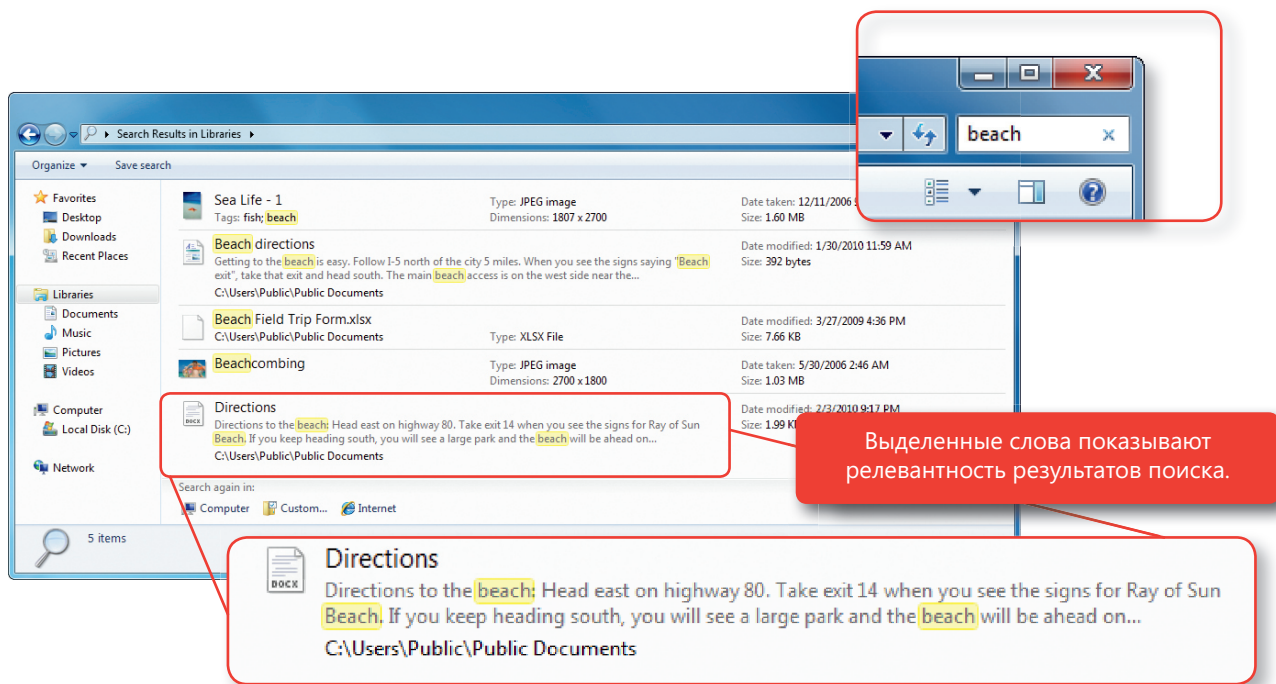 beach
Search Results in Libraries
Organize Save search
Favorites
Desktop
Downloads
Recent Places
Libraries
Documents
Music
Pictures
Videos
Computer
Local Disk (C:)
Network
Sea Life - 1
Tags: fish; beach
Type: JPEG image
Dimensions: 1807 x 2700
Date taken: 12/11/2006
Size: 1.60 MB
Beach directions
Getting to the beach is easy. Follow I-5 north of the city 5 miles. When you see the signs saying "Beach
exit", take that exit and head south. The main beach access is on the west side near the...
C:\Users\Public\Public Documents
Date modified: 1/30/2010 11:59 AM
Size: 392 bytes
Beach Field Trip Form.xlsx
C:\Users\Public\Public Documents
Type: XLSX File
Date modified: 3/27/2009 4:36 PM
Size: 7.66 KB
Beachcombing
Type: JPEG image
Dimensions: 2700 x 1800
Date taken: 5/30/2006 2:46 AM
Size: 1.03 MB
Directions
Directions to the beach: Head east on highway 80. Take exit 14 when you see the signs for Ray of Sun
Beach. If you keep heading south, you will see a large park and the beach will be ahead on...
C:\Users\Public\Public Documents
DOCX
Date modified: 2/3/2010 9:17 PM
Size: 1.99
Выделенные слова показывают
релевантность результатов поиска.
Search again in:
Computer Custom... Internet
5 items
Directions
DOCX
Directions to the beach: Head east on highway 80. Take exit 14 when you see the signs for Ray of Sun
Beach. If you keep heading south, you will see a large park and the beach will be ahead on...
C:\Users\Public\Public Documents